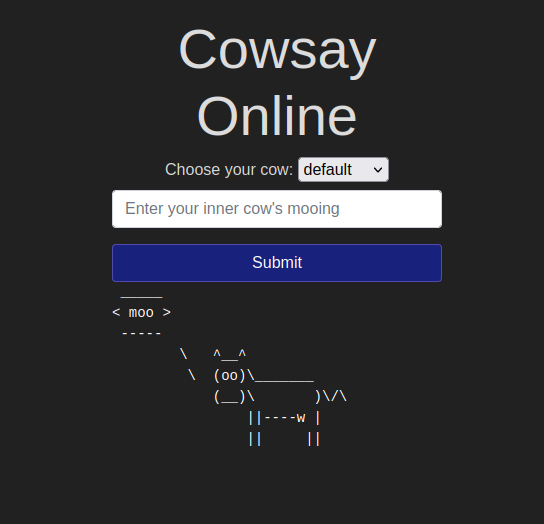 Cowsay
Online
Choose your cow: default
Enter your inner cow's mooing
Submit
 _____
< moo >
 -----
        \   ^__^
         \  (oo)\_______
            (__)\       )\/\
                ||----w |
                ||     ||